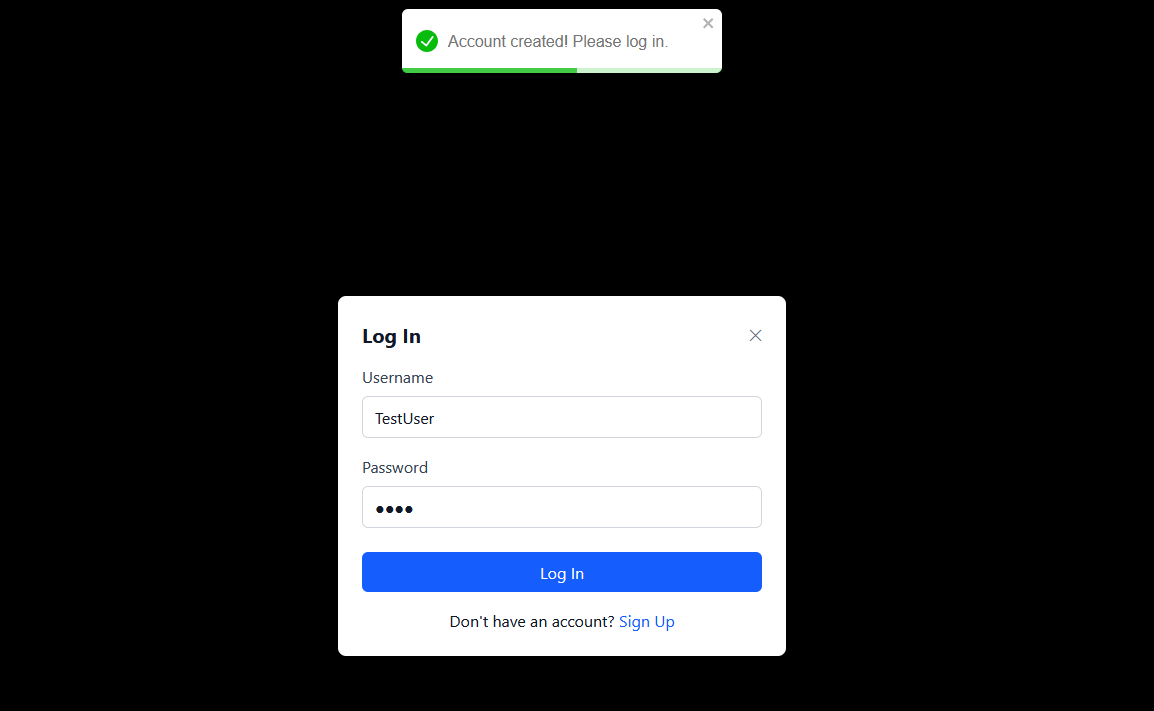 Account created! Please log in.
Log In
Username
TestUser
Password
••••
Log In
Don't have an account? Sign Up